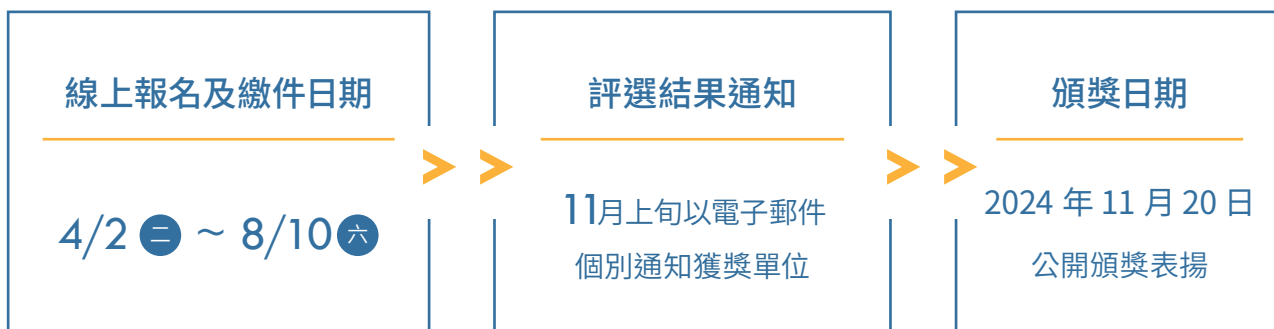 線上報名及繳件日期
4/2 二 ~ 8/10 六
評選結果通知
11月上旬以電子郵件
個別通知獲獎單位
頒獎日期
2024 年 11 月 20 日
公開頒獎表揚